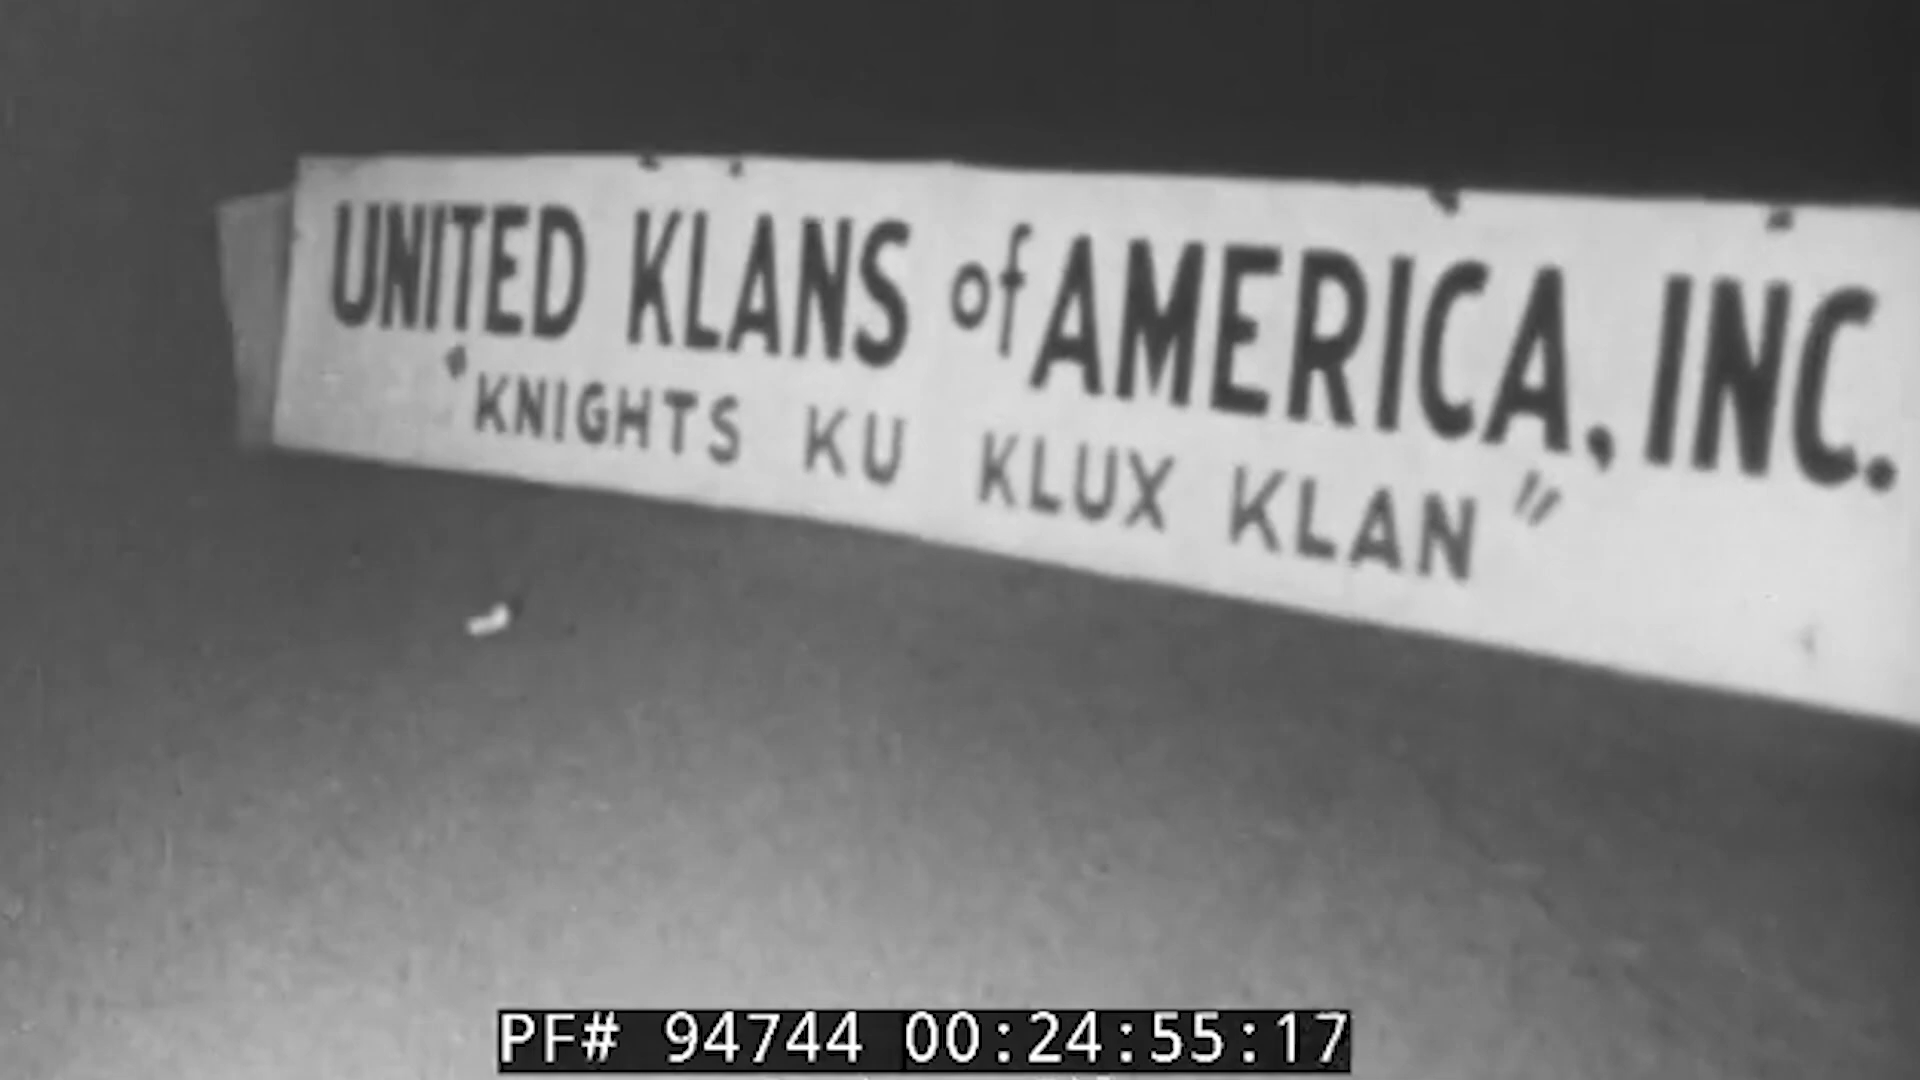 UNITED KLANS of AMERICA, INC.
"KNIGHTS KU KLUX KLAN"
PF# 94744 00:24:55:17